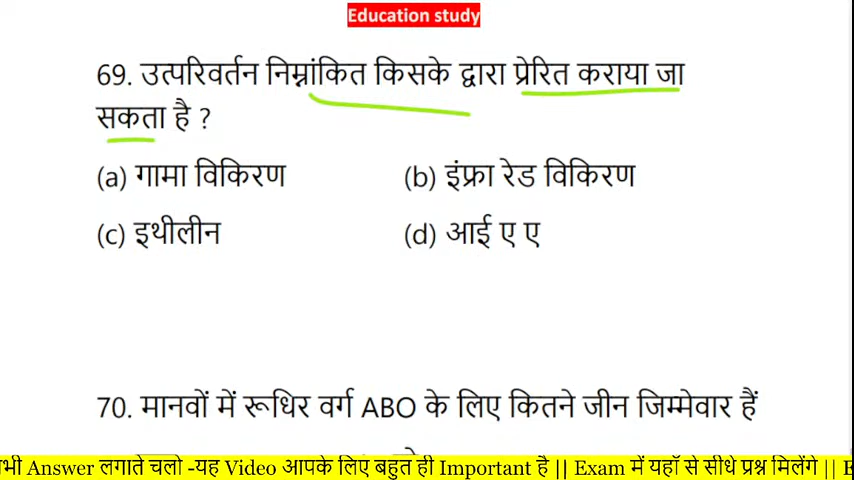 Education study
69. उत्परिवर्तन निम्नांकित किसके द्वारा प्रेरित कराया जा
सकता है ?
(a) गामा विकिरण (b) इंफ्रा रेड विकिरण
(c) इथीलीन (d) आई ए ए
70. मानवों में रूधिर वर्ग ABO के लिए कितने जीन जिम्मेवार हैं
भी Answer लगाते चलो -यह Video आपके लिए बहुत ही Important है || Exam में यहाँ से सीधे प्रश्न मिलेंगे || E